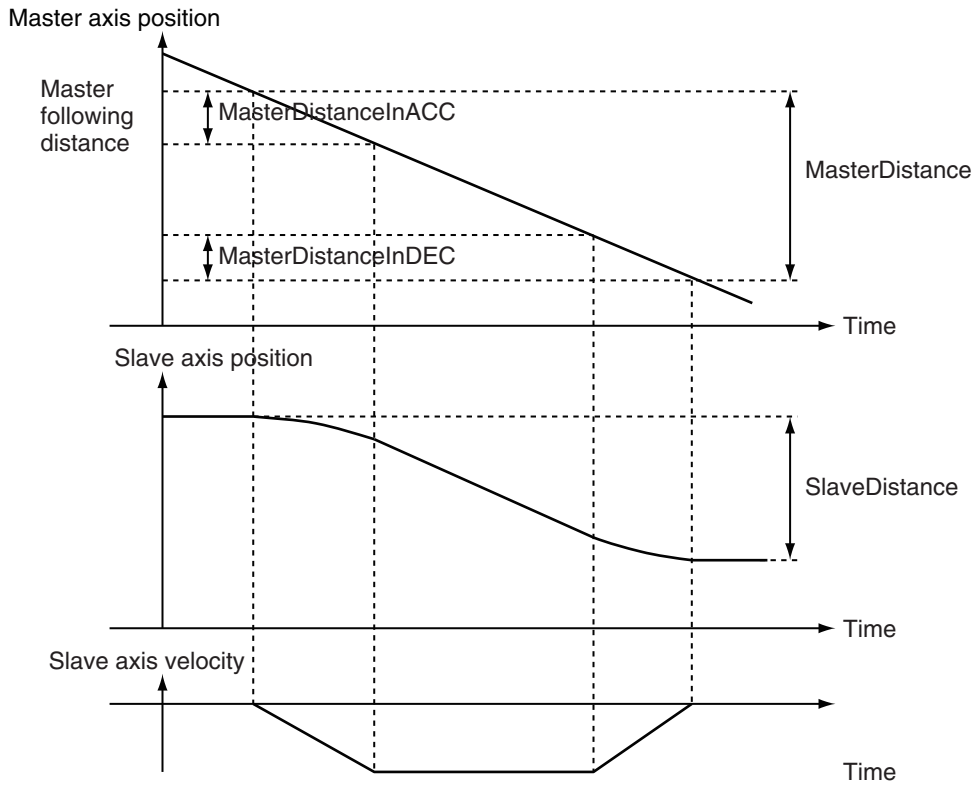 Master axis position
Master
following
distance
MasterDistanceInACC
MasterDistance
MasterDistanceInDEC
Time
Slave axis position
SlaveDistance
Time
Slave axis velocity
Time